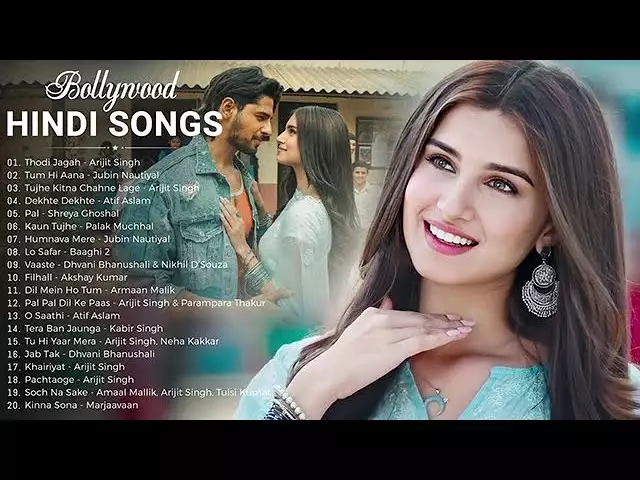 Bollywood
HINDI SONGS
01. Thodi Jagah - Arijit Singh
02. Tum Hi Aana - Jubin Nautiyal
03. Tujhe Kitna Chahne Lage - Arijit Singh
04. Dekhte Dekhte - Atif Aslam
05. Pal - Shreya Ghoshal
06. Kaun Tujhe - Palak Muchhal
07. Humnava Mere - Jubin Nautiyal
08. Lo Safar - Baaghi 2
09. Vaaste - Dhvani Bhanushali & Nikhil D'Souza
10. Filhall - Akshay Kumar
11. Dil Mein Ho Tum - Armaan Malik
12. Pal Pal Dil Ke Paas - Arijit Singh & Parampara Thakur
13. O Saathi - Atif Aslam
14. Tera Ban Jaunga - Kabir Singh
15. Tu Hi Yaar Mera - Arijit Singh, Neha Kakkar
16. Jab Tak - Dhvani Bhanushali
17. Khairiyat - Arijit Singh
18. Pachtaoge - Arijit Singh
19. Soch Na Sake - Amaal Mallik, Arijit Singh, Tulsi Kumar
20. Kinna Sona - Marjaavaan